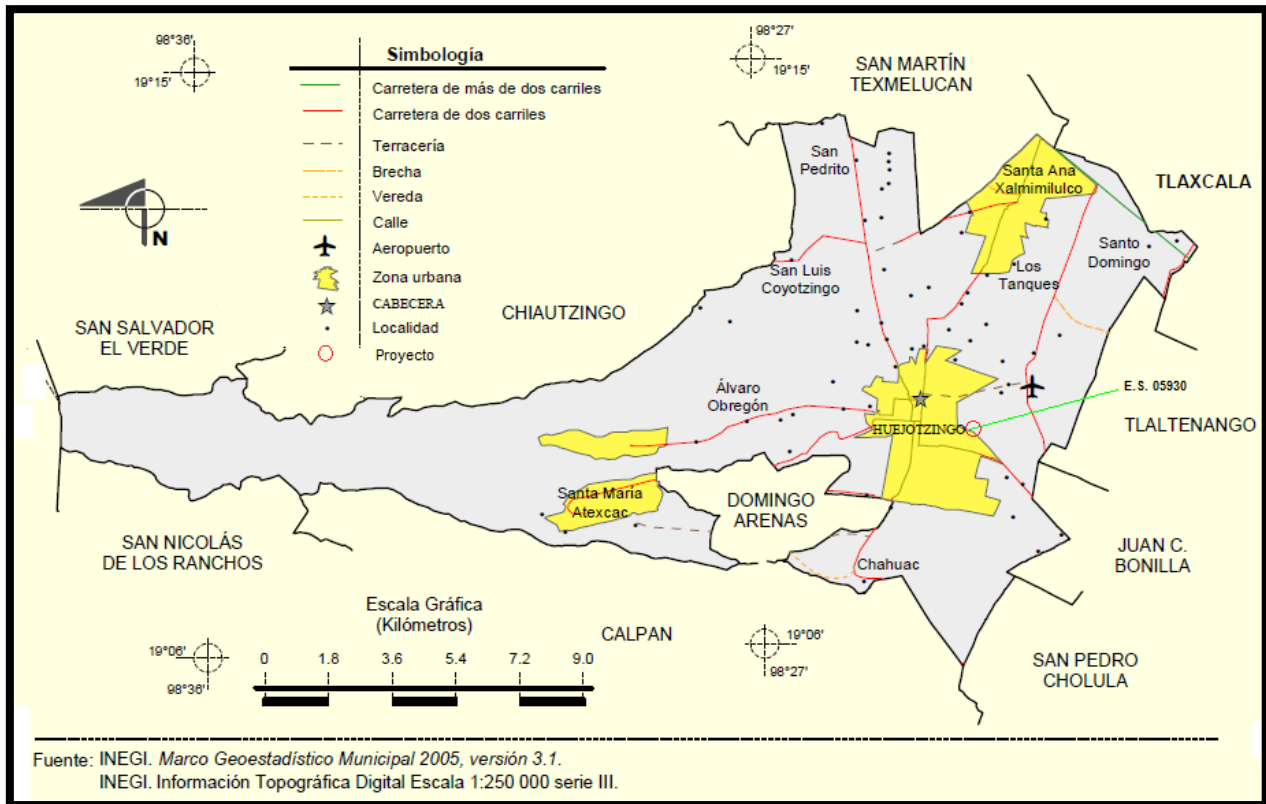 98°36'
19°15'
Simbología
Carretera de más de dos carriles
Carretera de dos carriles
Terracería
Brecha
Vereda
Calle
Aeropuerto
Zona urbana
CABECERA
Localidad
Proyecto
N
98°27'
19°15'
SAN MARTÍN
TEXMELUCAN
San
Pedrito
Santa Ana
Xalmimilulco
TLAXCALA
Santo
Domingo
San Luis
Coyotzingo
Los
Tanques
CHIAUTZINGO
SAN SALVADOR
EL VERDE
Álvaro
Obregón
E.S. 05930
HUEJOTZINGO
TLALTENANGO
Santa Maria
Atexcac
DOMINGO
ARENAS
SAN NICOLÁS
DE LOS RANCHOS
JUAN C.
BONILLA
Chahuac
Escala Gráfica
(Kilómetros)
CALPAN
0 1.8 3.6 5.4 7.2 9.0
19°06'
98°36'
19°06'
98°27'
SAN PEDRO
CHOLULA
Fuente: INEGI. Marco Geoestadístico Municipal 2005, versión 3.1.
INEGI. Información Topográfica Digital Escala 1:250 000 serie III.